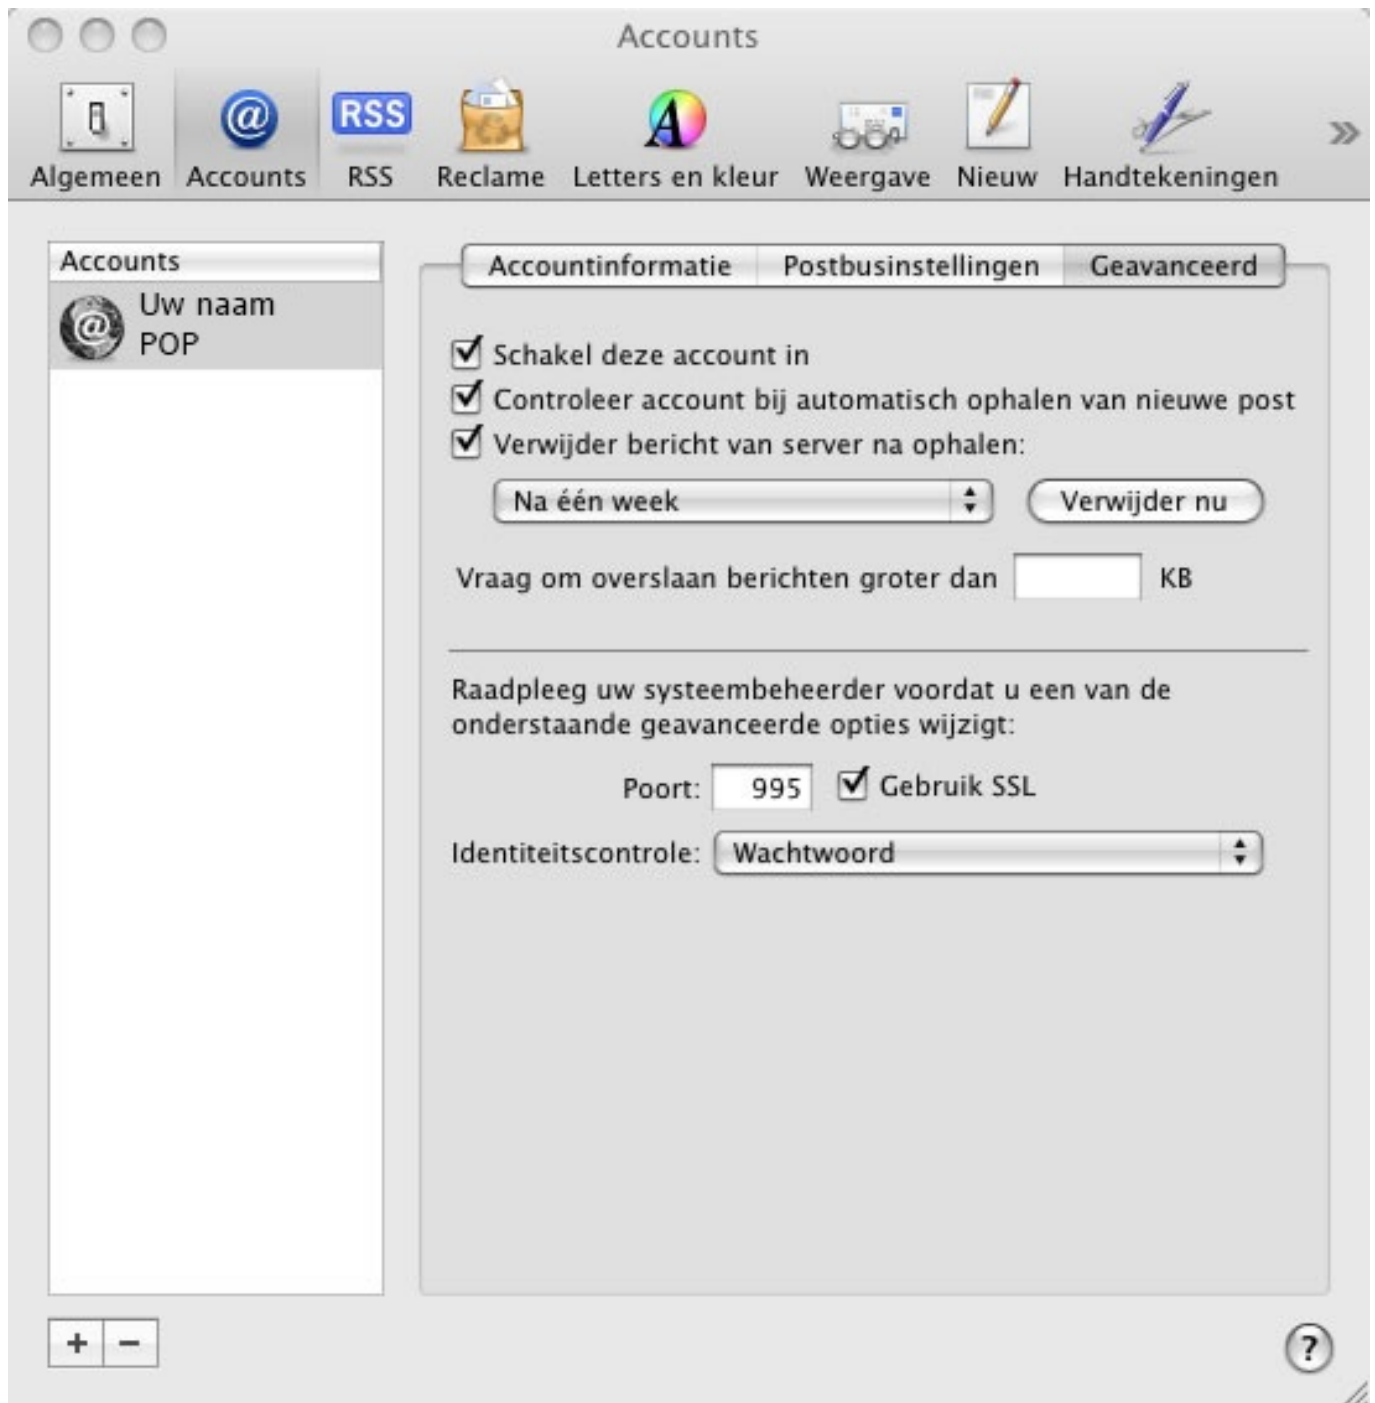 Accounts
RSS
Algemeen Accounts RSS Reclame Letters en kleur Weergave Nieuw Handtekeningen
Accounts
Uw naam
POP
Accountinformatie Postbusinstellingen Geavanceerd
Schakel deze account in
Controleer account bij automatisch ophalen van nieuwe post
Verwijder bericht van server na ophalen:
Na één week Verwijder nu
Vraag om overslaan berichten groter dan KB
Raadpleeg uw systeembeheerder voordat u een van de
onderstaande geavanceerde opties wijzigt:
Poort: 995 Gebruik SSL
Identiteitscontrole: Wachtwoord